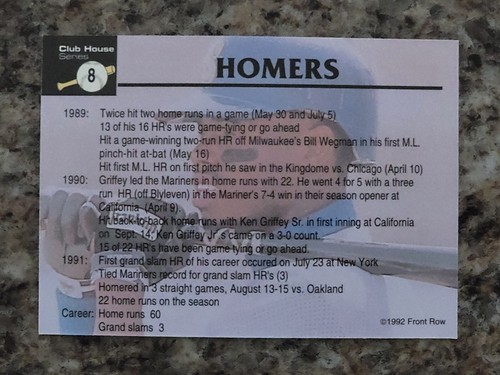 Club House
Series
8
HOMERS
1989: Twice hit two home runs in a game (May 30 and July 5)
13 of his 16 HR's were game-tying or go ahead
Hit a game-winning two-run HR off Milwaukee's Bill Wegman in his first M.L.
pinch-hit-at-bat (May 16)
Hit first M.L. HR on first pitch he saw in the Kingdome vs. Chicago (April 10)
1990: Griffey led the Mariners in home runs with 22. He went 4 for 5 with a three
run HR (off Blyleven) in the Mariner's 7-4 win in their season opener at
California (April 9).
Hit back-to-back home runs with Ken Griffey Sr. in first inning at California
on Sept. 14. Ken Griffey Jr.'s came on a 3-0 count.
15 of 22 HR's have been game tying or go ahead.
1991: First grand slam HR of his career occured on July 23 at New York
Tied Mariners record for grand slam HR's (3)
Homered in 3 straight games, August 13-15 vs. Oakland
22 home runs on the season
Career: Home runs 60
Grand slams 3
©1992 Front Row